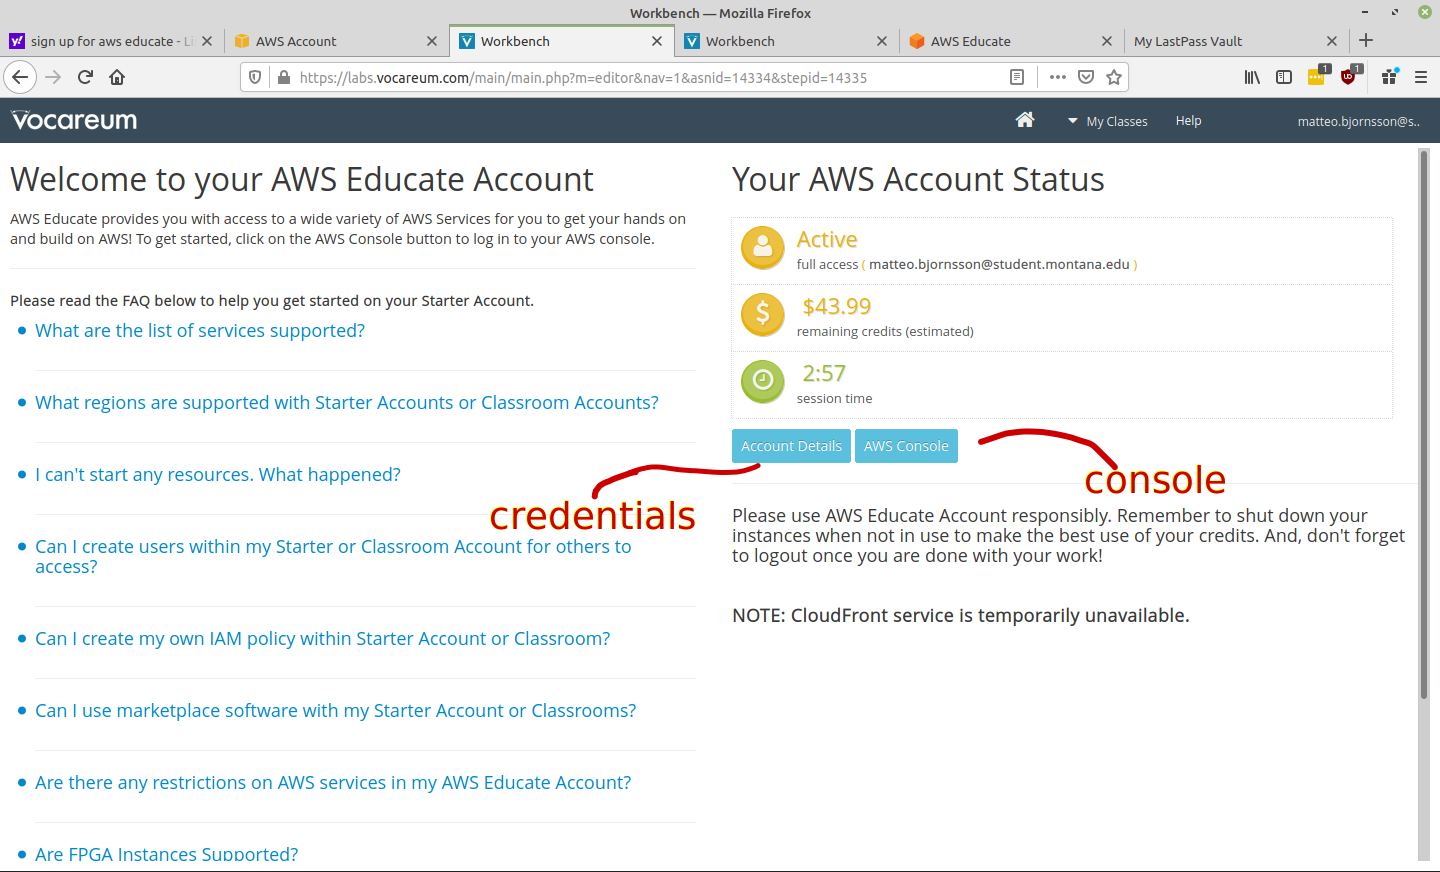 Workbench — Mozilla Firefox
sign up for aws educate - Li
AWS Account
Workbench
Workbench
AWS Educate
My LastPass Vault
https://labs.vocareum.com/main/main.php?m=editor&nav=1&asnid=14334&stepid=14335
1
1
vocareum
My Classes
Help
matteo.bjornsson@s..
Welcome to your AWS Educate Account
AWS Educate provides you with access to a wide variety of AWS Services for you to get your hands on
and build on AWS! To get started, click on the AWS Console button to log in to your AWS console.
Please read the FAQ below to help you get started on your Starter Account.
What are the list of services supported?
What regions are supported with Starter Accounts or Classroom Accounts?
I can't start any resources. What happened?
Can I create users within my Starter or Classroom Account for others to
access?
Can I create my own IAM policy within Starter Account or Classroom?
Can I use marketplace software with my Starter Account or Classrooms?
Are there any restrictions on AWS services in my AWS Educate Account?
Are FPGA Instances Supported?
Your AWS Account Status
Active
full access ( matteo.bjornsson@student.montana.edu )
$43.99
remaining credits (estimated)
2:57
session time
Account Details
AWS Console
credentials
console
Please use AWS Educate Account responsibly. Remember to shut down your
instances when not in use to make the best use of your credits. And, don't forget
to logout once you are done with your work!
NOTE: CloudFront service is temporarily unavailable.